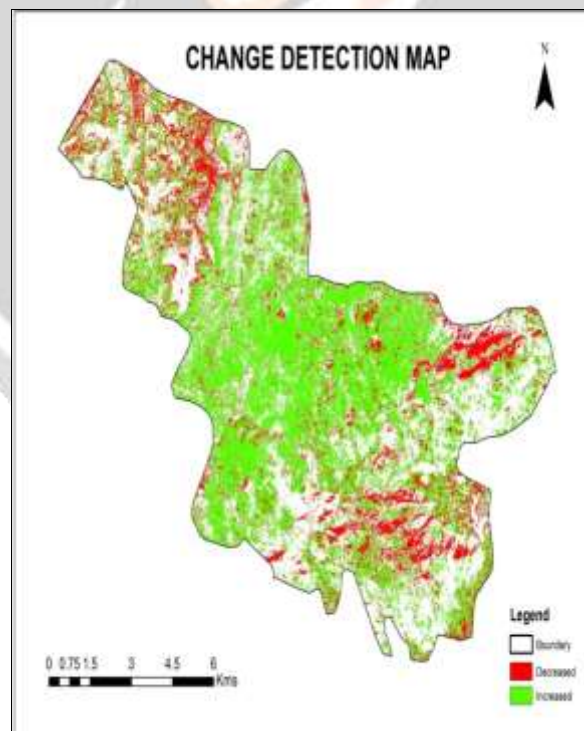 CHANGE DETECTION MAP
N
Legend
Boundary
Decreased
Increased
0 0.75 1.5 3 4.5 6
Kms